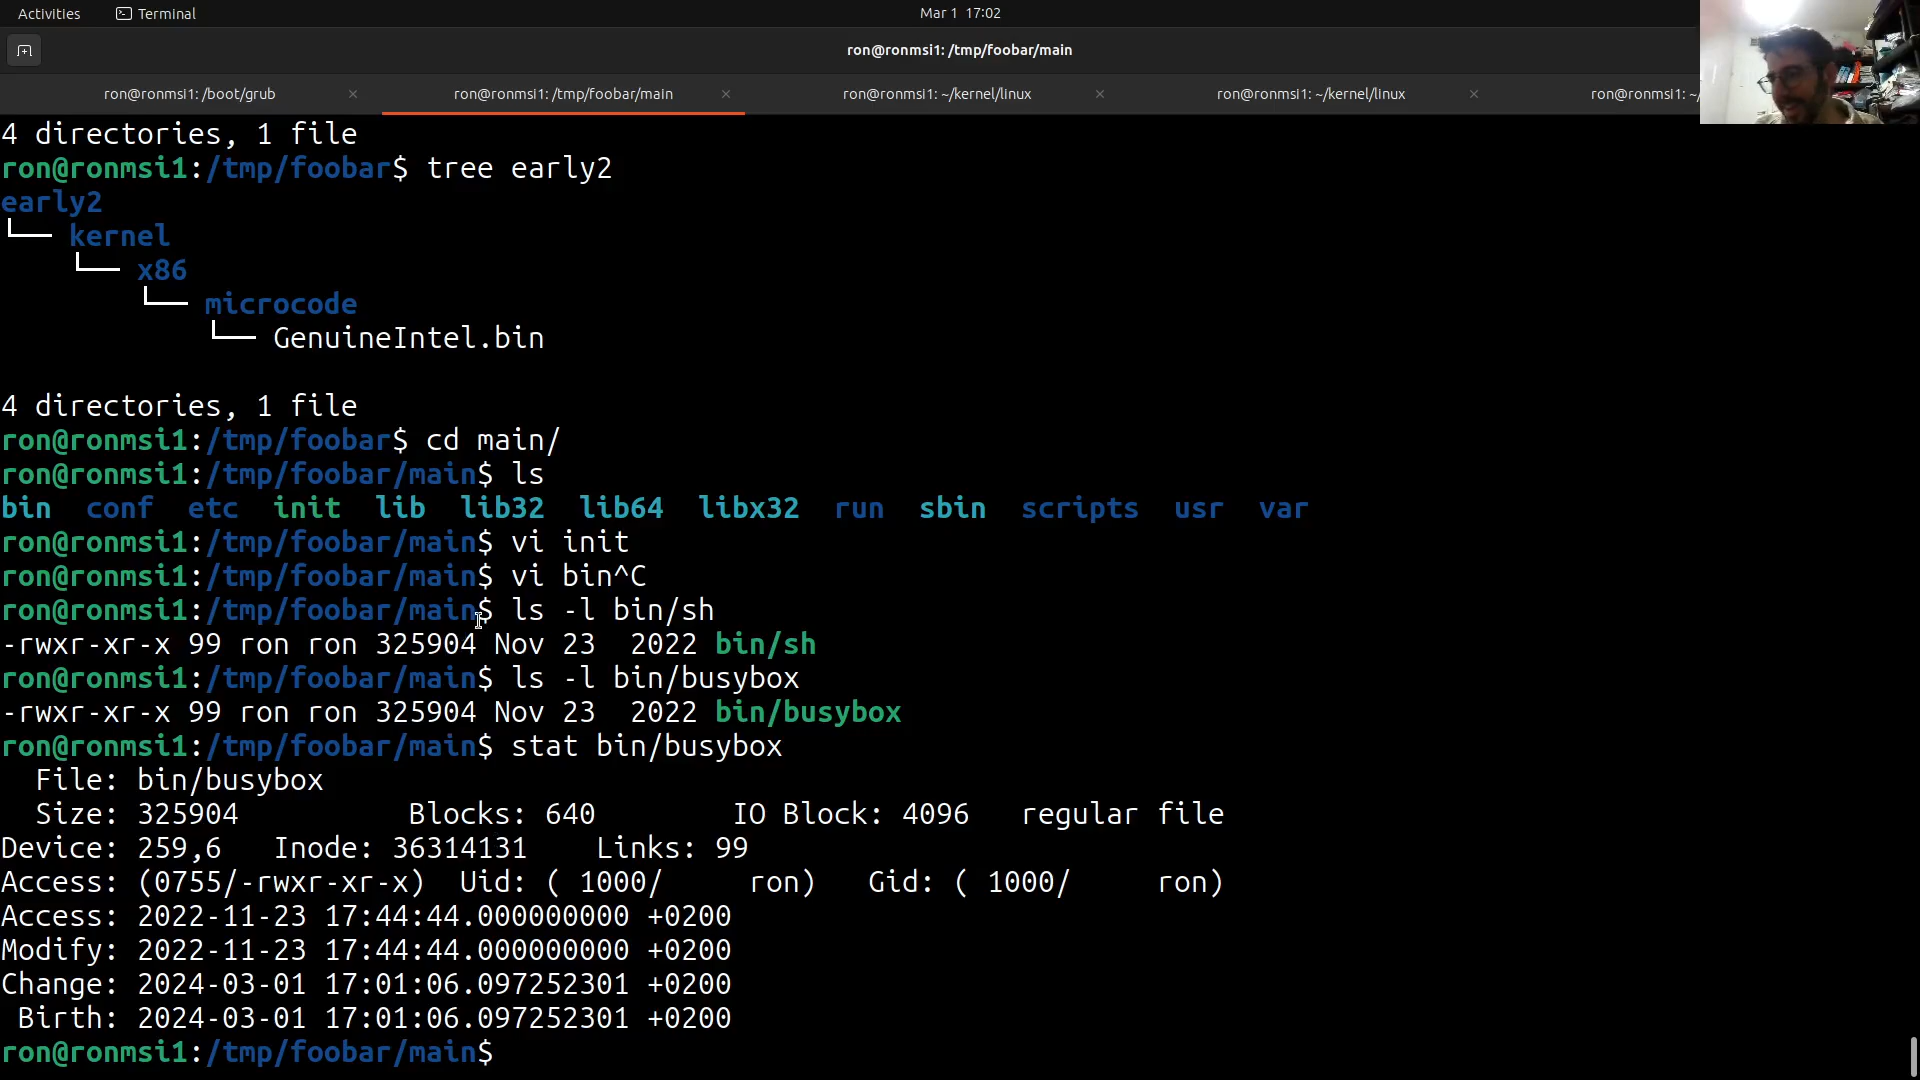 Activities Terminal Mar 1 17:02
ron@ronmsi1: /tmp/foobar/main
ron@ronmsi1: /boot/grub × ron@ronmsi1: /tmp/foobar/main × ron@ronmsi1: ~/kernel/linux × ron@ronmsi1: ~/kernel/linux × ron@ronmsi1: ~/
4 directories, 1 file
ron@ronmsi1:/tmp/foobar$ tree early2
early2
└── kernel
    └── x86
        └── microcode
            └── GenuineIntel.bin
4 directories, 1 file
ron@ronmsi1:/tmp/foobar$ cd main/
ron@ronmsi1:/tmp/foobar/main$ ls
bin  conf  etc  init  lib  lib32  lib64  libx32  run  sbin  scripts  usr  var
ron@ronmsi1:/tmp/foobar/main$ vi init
ron@ronmsi1:/tmp/foobar/main$ vi bin^C
ron@ronmsi1:/tmp/foobar/main$ ls -l bin/sh
-rwxr-xr-x 99 ron ron 325904 Nov 23  2022 bin/sh
ron@ronmsi1:/tmp/foobar/main$ ls -l bin/busybox
-rwxr-xr-x 99 ron ron 325904 Nov 23  2022 bin/busybox
ron@ronmsi1:/tmp/foobar/main$ stat bin/busybox
  File: bin/busybox
  Size: 325904          Blocks: 640        IO Block: 4096   regular file
Device: 259,6   Inode: 36314131    Links: 99
Access: (0755/-rwxr-xr-x)  Uid: ( 1000/     ron)   Gid: ( 1000/     ron)
Access: 2022-11-23 17:44:44.000000000 +0200
Modify: 2022-11-23 17:44:44.000000000 +0200
Change: 2024-03-01 17:01:06.097252301 +0200
 Birth: 2024-03-01 17:01:06.097252301 +0200
ron@ronmsi1:/tmp/foobar/main$